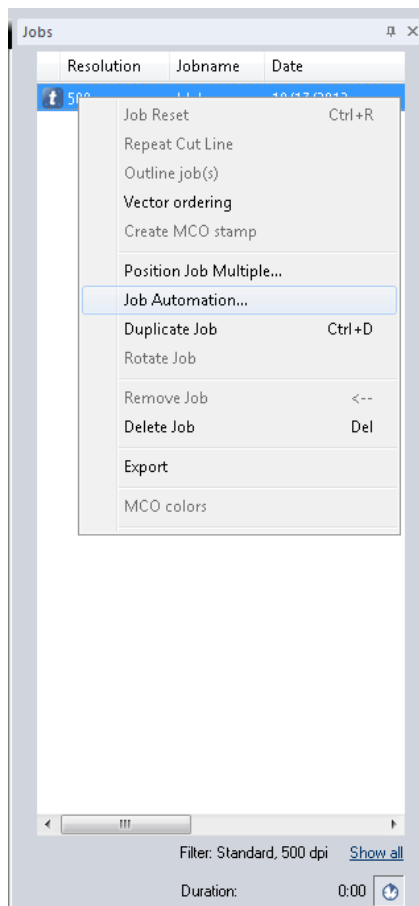 Jobs
Resolution Jobname Date
Job Reset Ctrl+R
Repeat Cut Line
Outline job(s)
Vector ordering
Create MCO stamp
Position Job Multiple...
Job Automation...
Duplicate Job Ctrl+D
Rotate Job
Remove Job <--
Delete Job Del
Export
MCO colors
Filter: Standard, 500 dpi Show all
Duration: 0:00